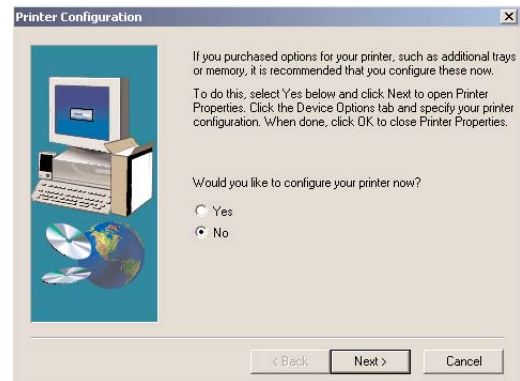 Printer Configuration
If you purchased options for your printer, such as additional trays
or memory, it is recommended that you configure these now.
To do this, select Yes below and click Next to open Printer
Properties. Click the Device Options tab and specify your printer
configuration. When done, click OK to close Printer Properties.
Would you like to configure your printer now?
Yes
No
< Back
Next >
Cancel